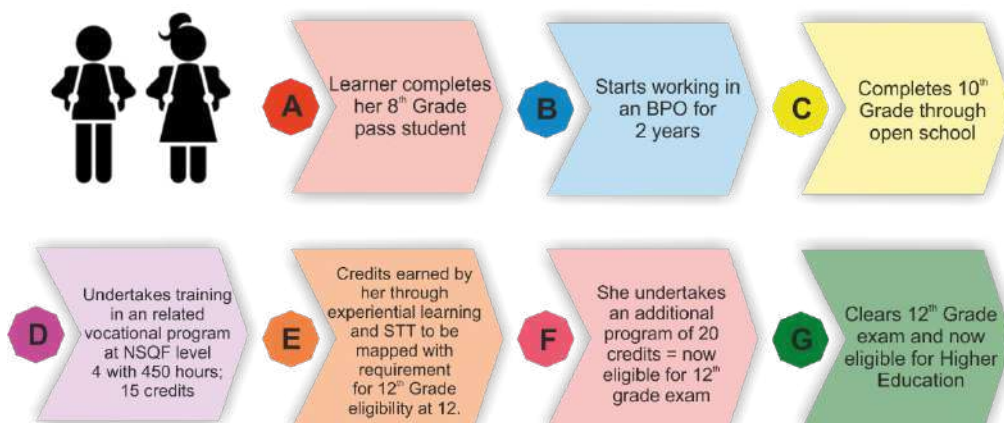 A
Learner completes
her 8th Grade
pass student
B
Starts working in
an BPO for
2 years
C
Completes 10th
Grade through
open school
D
Undertakes training
in an related
vocational program
at NSQF level
4 with 450 hours;
15 credits
E
Credits earned by
her through
experiential learning
and STT to be
mapped with
requirement
for 12th Grade
eligibility at 12.
F
She undertakes
an additional
program of 20
credits = now
eligible for 12th
grade exam
G
Clears 12th Grade
exam and now
eligible for Higher
Education